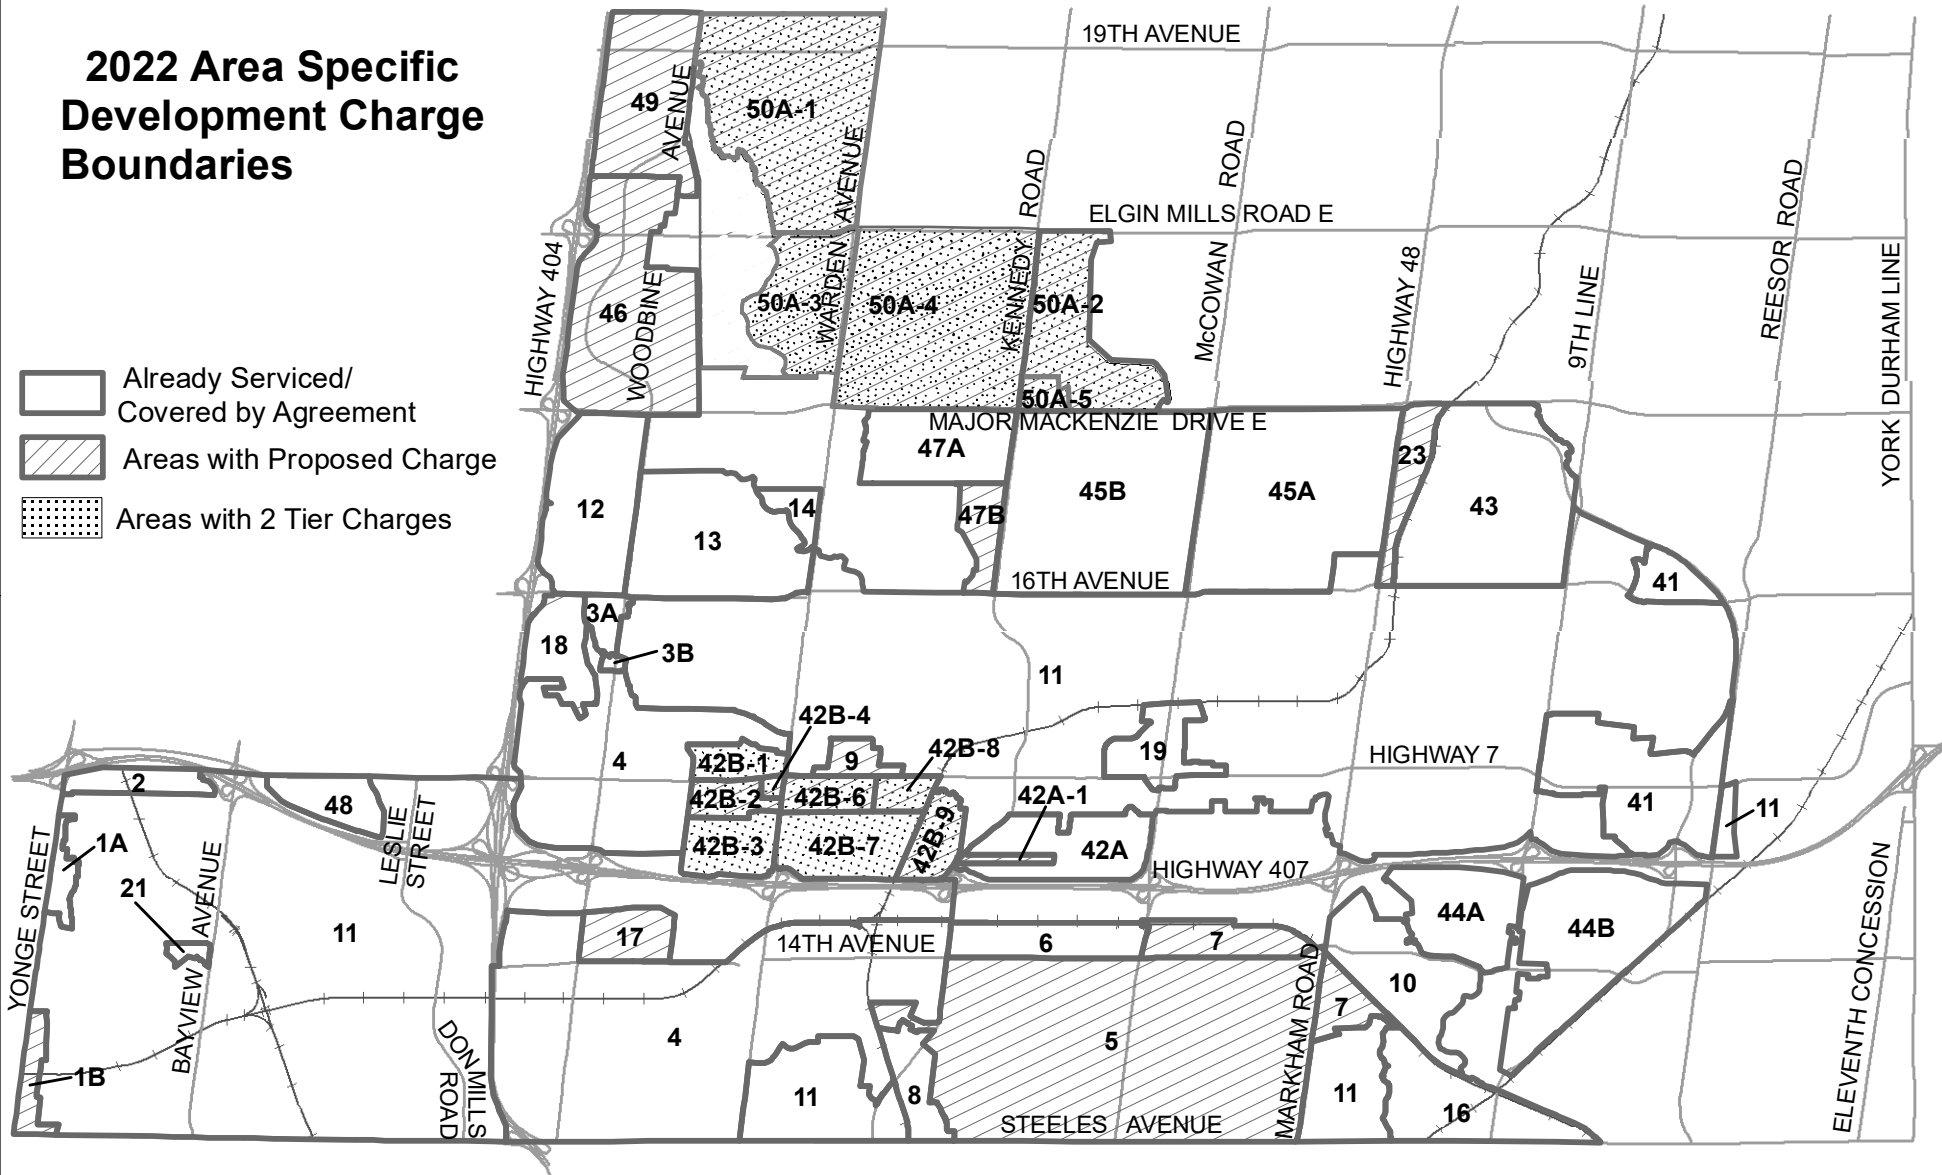 2022 Area Specific
Development Charge
Boundaries
Already Serviced/
Covered by Agreement
Areas with Proposed Charge
Areas with 2 Tier Charges
19TH AVENUE
49
AVENUE
50A-1
AVENUE
ROAD
ROAD
REESOR ROAD
ELGIN MILLS ROAD E
HIGHWAY 404
46
WOODBINE
50A-3
WARDEN
50A-4
KENNEDY
50A-2
McCOWAN
HIGHWAY 48
9TH LINE
YORK DURHAM LINE
50A-5
MAJOR MACKENZIE DRIVE E
47A
23
12
13
14
47B
45B
45A
43
16TH AVENUE
41
3A
18
3B
11
42B-4
4
42B-1
9
42B-8
19
HIGHWAY 7
2
48
42B-2
42B-6
42A-1
41
11
LESLIE
STREET
1A
42B-3
42B-7
42B-9
42A
HIGHWAY 407
YONGE STREET
21
BAYVIEW AVENUE
11
17
14TH AVENUE
6
7
44A
44B
10
7
MARKHAM ROAD
ELEVENTH CONCESSION
4
5
1B
DON MILLS
ROAD
11
8
11
16
STEELES AVENUE